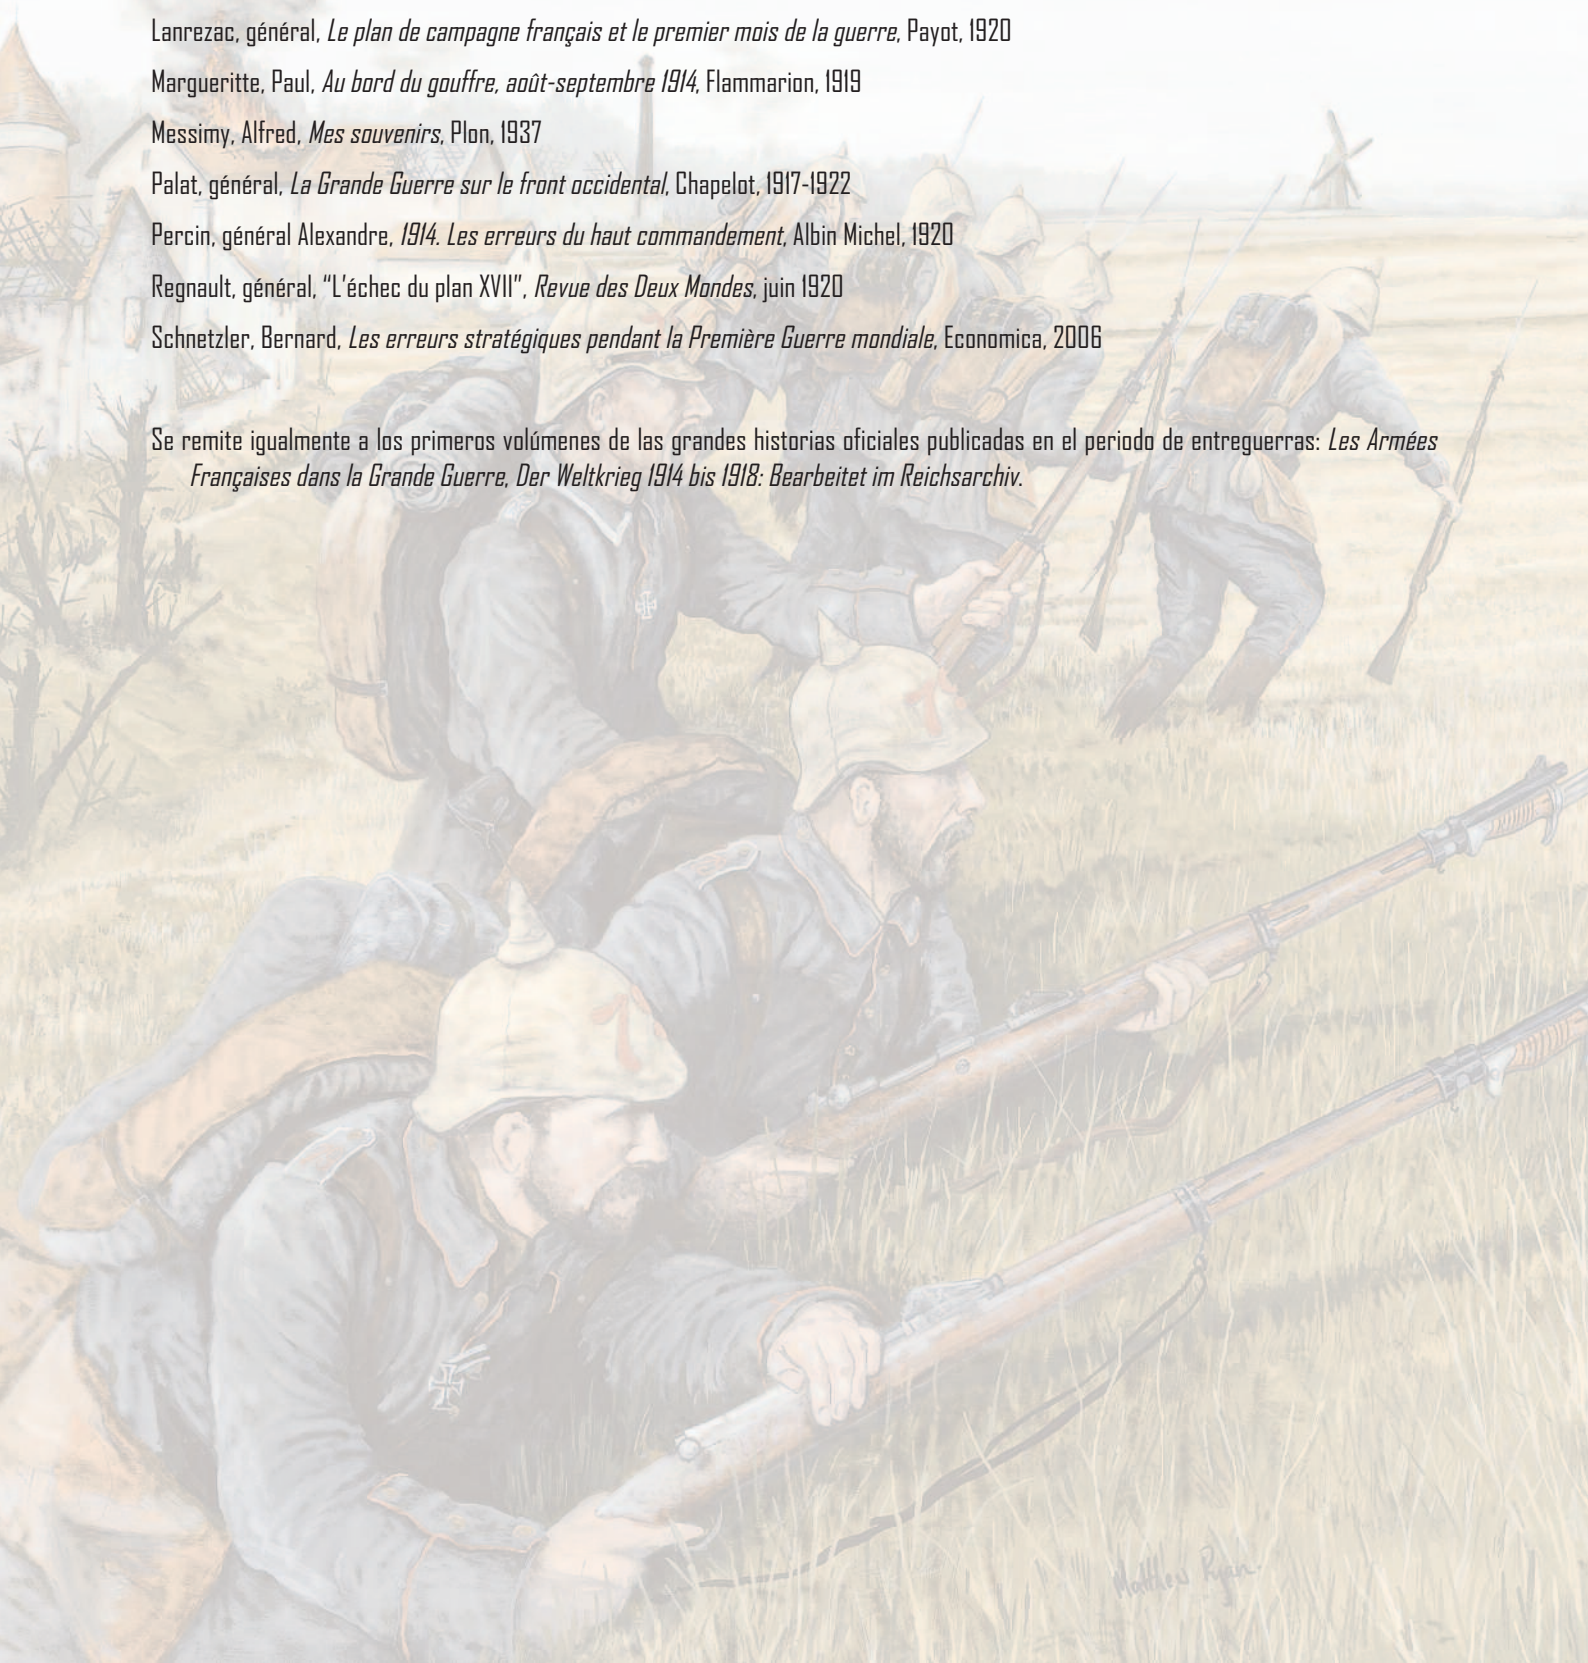 Lanrezac, général, Le plan de campagne français et le premier mois de la guerre, Payot, 1920
Margueritte, Paul, Au bord du gouffre, août-septembre 1914, Flammarion, 1919
Messimy, Alfred, Mes souvenirs, Plon, 1937
Palat, général, La Grande Guerre sur le front occidental, Chapelot, 1917-1922
Percin, général Alexandre, 1914. Les erreurs du haut commandement, Albin Michel, 1920
Regnault, général, “L’échec du plan XVII”, Revue des Deux Mondes, juin 1920
Schnetzler, Bernard, Les erreurs stratégiques pendant la Première Guerre mondiale, Economica, 2006
Se remite igualmente a los primeros volúmenes de las grandes historias oficiales publicadas en el periodo de entreguerras: Les Armées
Françaises dans la Grande Guerre, Der Weltkrieg 1914 bis 1918: Bearbeitet im Reichsarchiv.
Matthew Ryan.